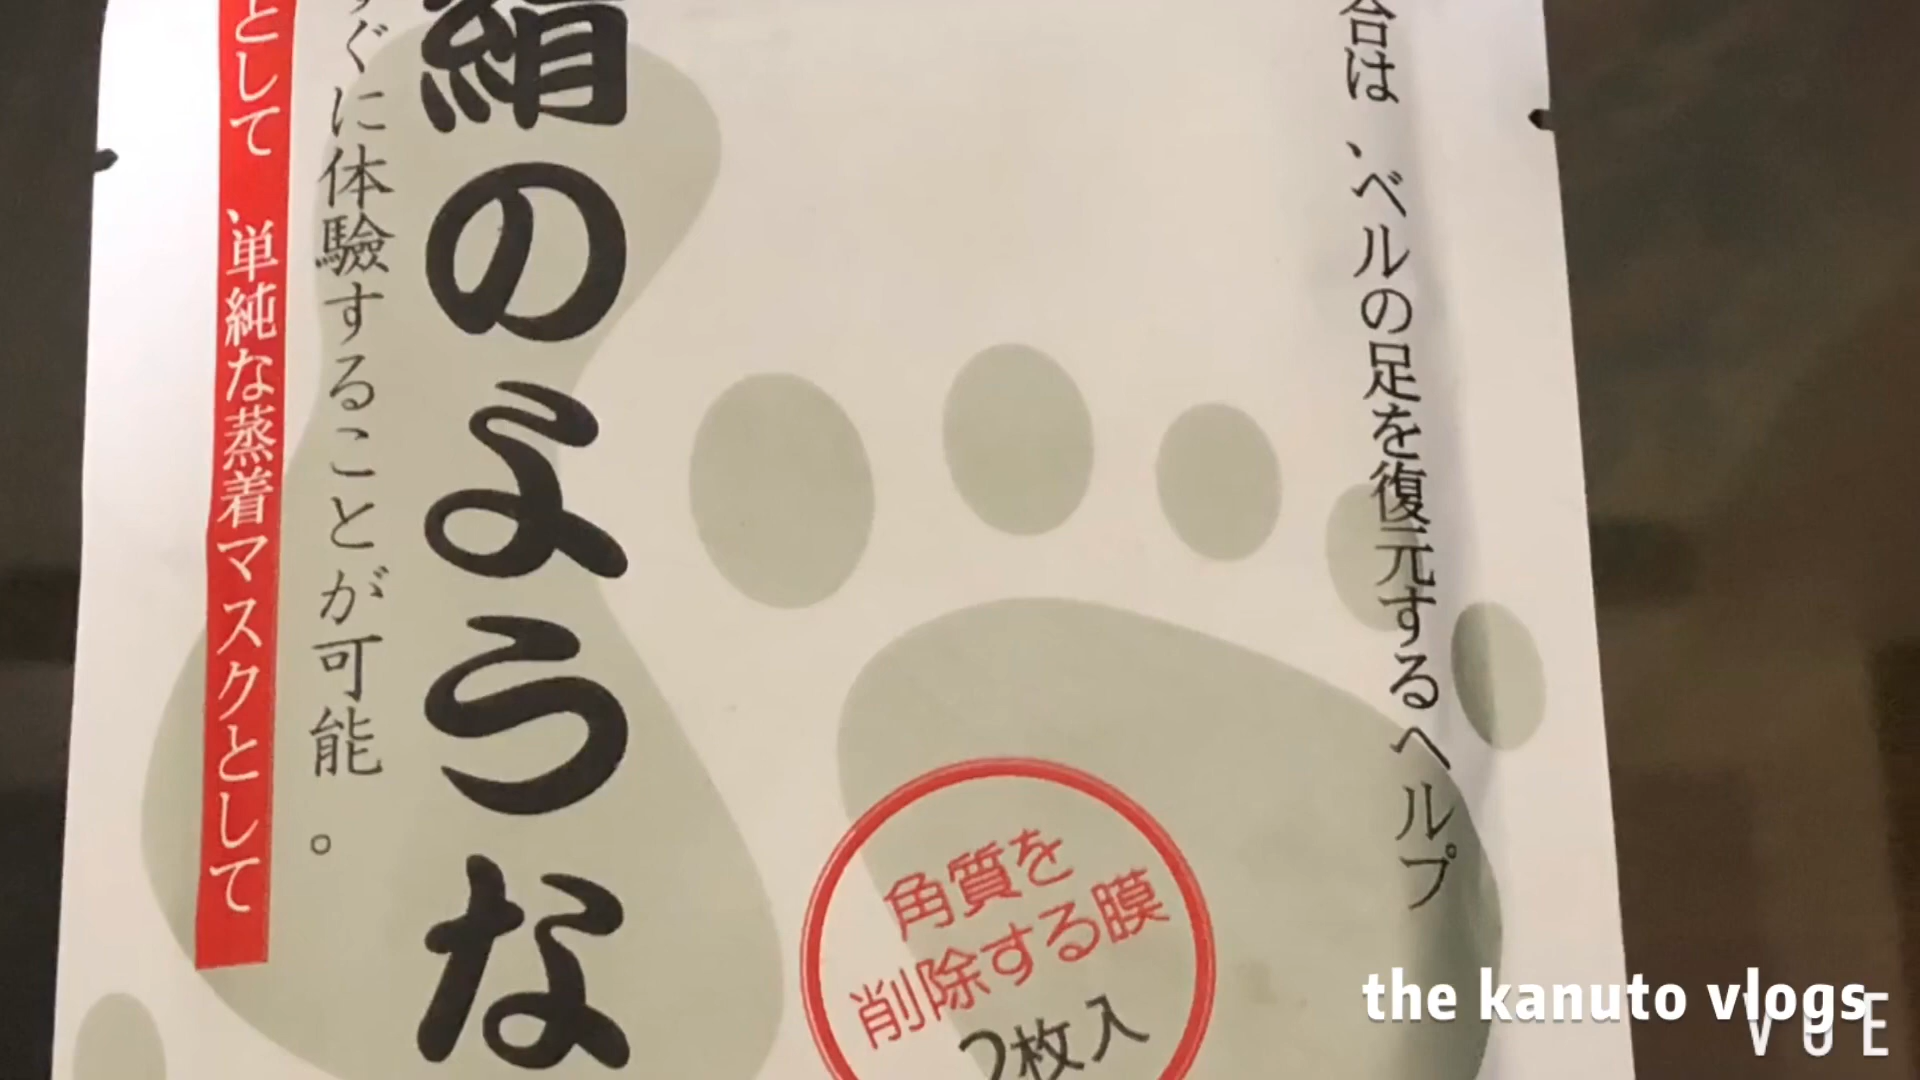 合は、ベルの足を復元するヘルプ
絹のような
ぐに体験することが可能。
として、単純な蒸着マスクとして
角質を
削除する膜
2枚入
the kanuto vlogs
VUE